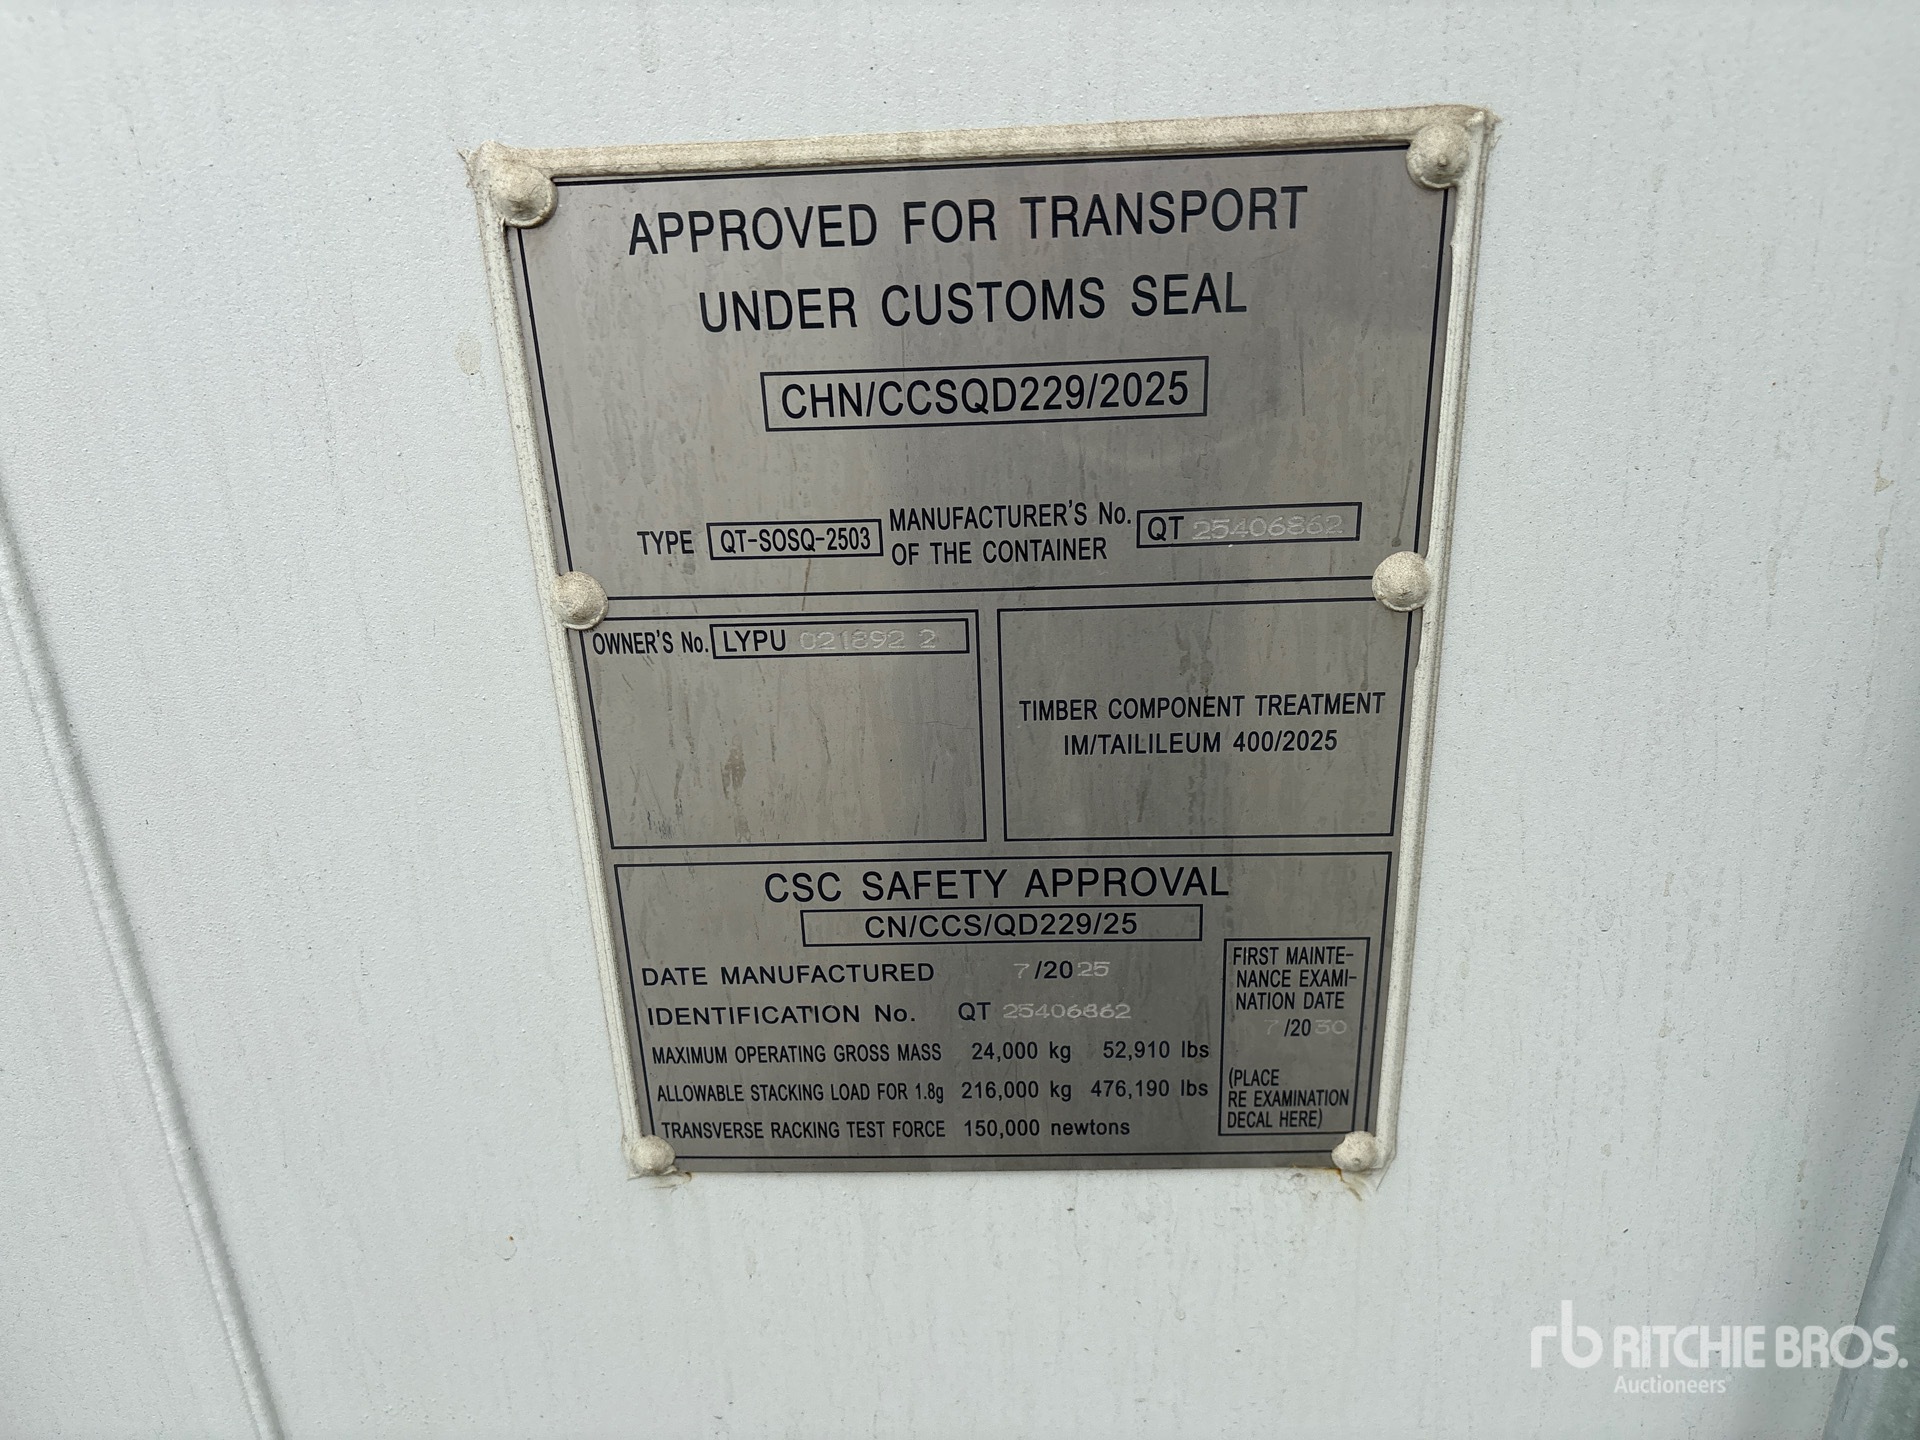 APPROVED FOR TRANSPORT
UNDER CUSTOMS SEAL
CHN/CCSQD229/2025
TYPE QT-SOSQ-2503 MANUFACTURER'S No. OF THE CONTAINER QT 25406862
OWNER'S No. LYPU 021892 2
TIMBER COMPONENT TREATMENT
IM/TAILILEUM 400/2025
CSC SAFETY APPROVAL
CN/CCS/QD229/25
DATE MANUFACTURED 7/2025
IDENTIFICATION No. QT 25406862
MAXIMUM OPERATING GROSS MASS 24,000 kg 52,910 lbs
ALLOWABLE STACKING LOAD FOR 1.8g 216,000 kg 476,190 lbs
TRANSVERSE RACKING TEST FORCE 150,000 newtons
FIRST MAINTE-
NANCE EXAMI-
NATION DATE
7/2030
(PLACE
RE EXAMINATION
DECAL HERE)
rb RITCHIE BROS.
Auctioneers